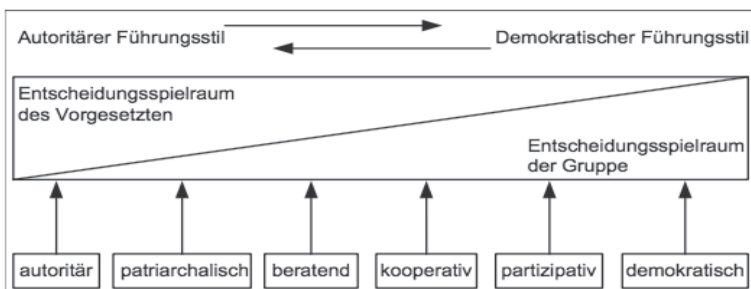 Autoritärer Führungsstil
Demokratischer Führungsstil
Entscheidungsspielraum
des Vorgesetzten
Entscheidungsspielraum
der Gruppe
autoritär
patriarchalisch
beratend
kooperativ
partizipativ
demokratisch